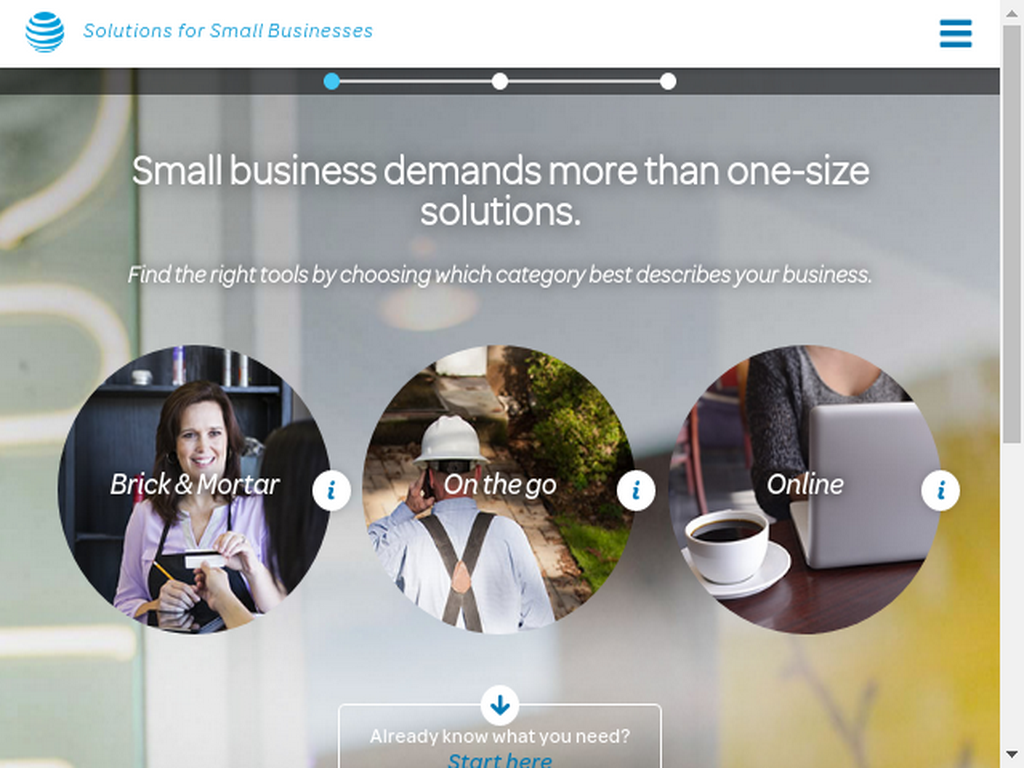 Solutions for Small Businesses
Small business demands more than one-size
solutions.
Find the right tools by choosing which category best describes your business.
Brick & Mortar
i
On the go
i
Online
i
Already know what you need?
Start here